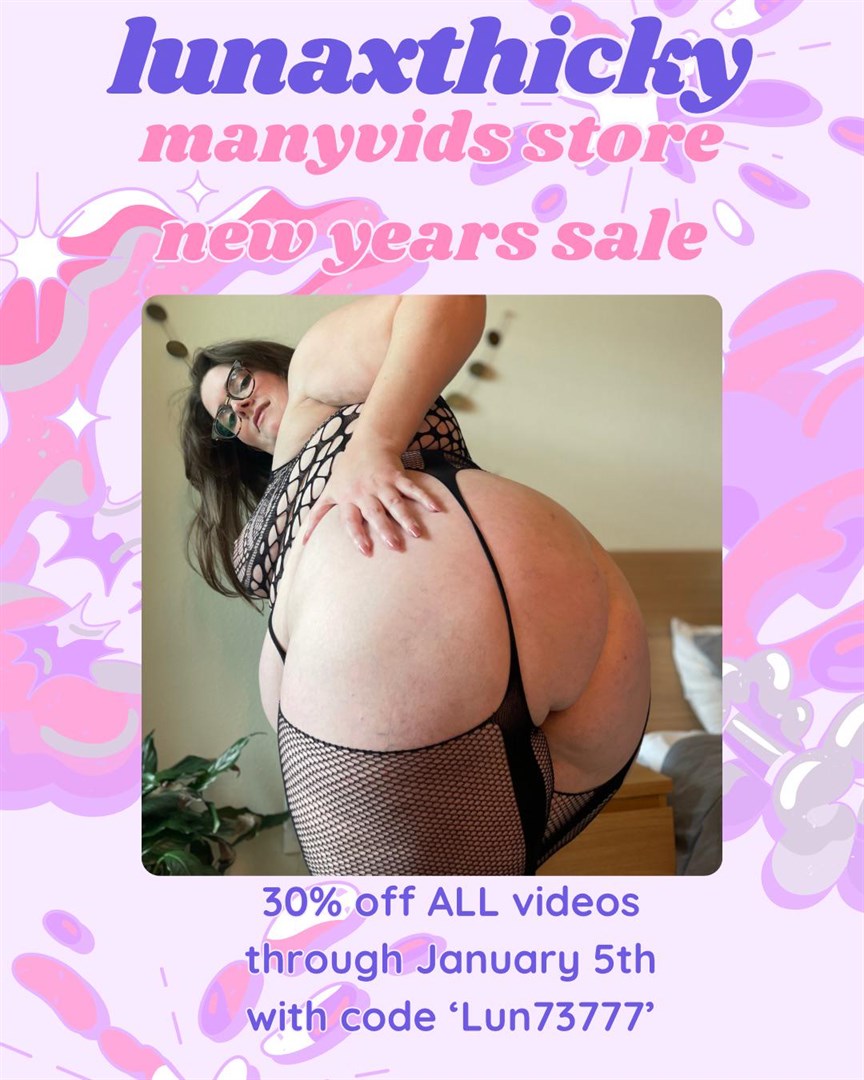 lunaxthicky
manyvids store
new years sale
30% off ALL videos
through January 5th
with code ‘Lun73777’